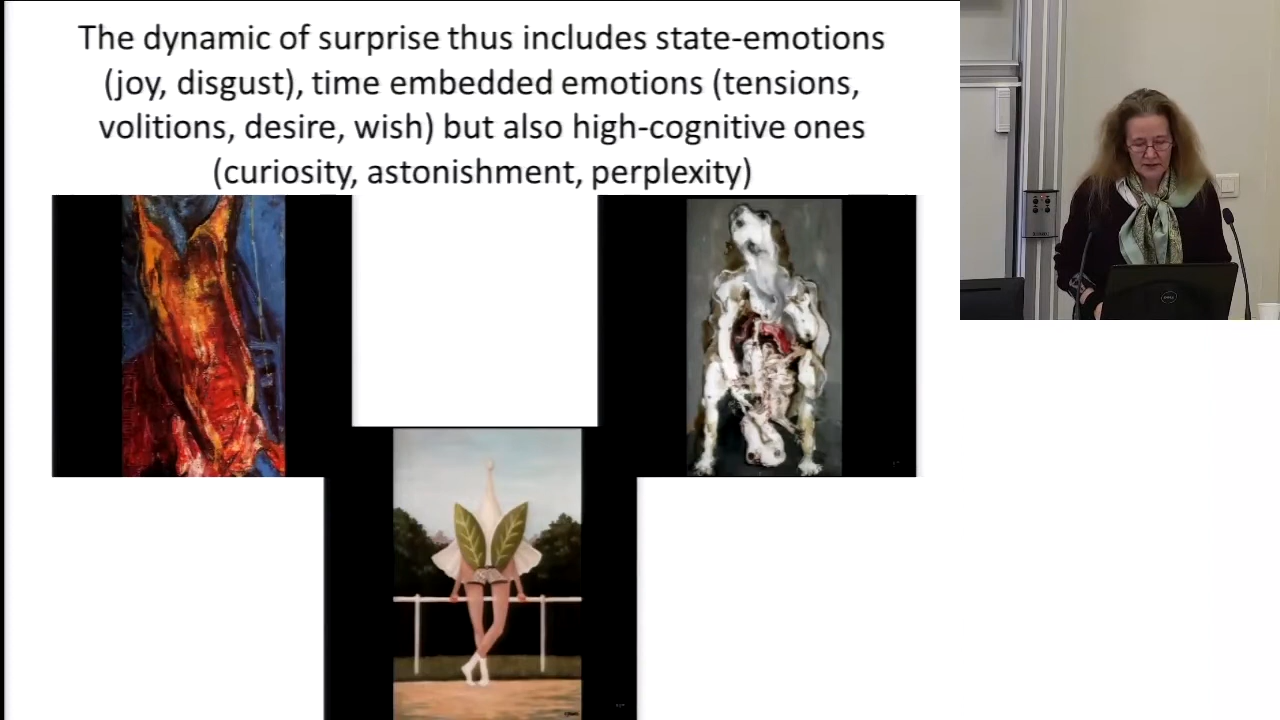 The dynamic of surprise thus includes state-emotions
(joy, disgust), time embedded emotions (tensions,
volitions, desire, wish) but also high-cognitive ones
(curiosity, astonishment, perplexity)
DELL